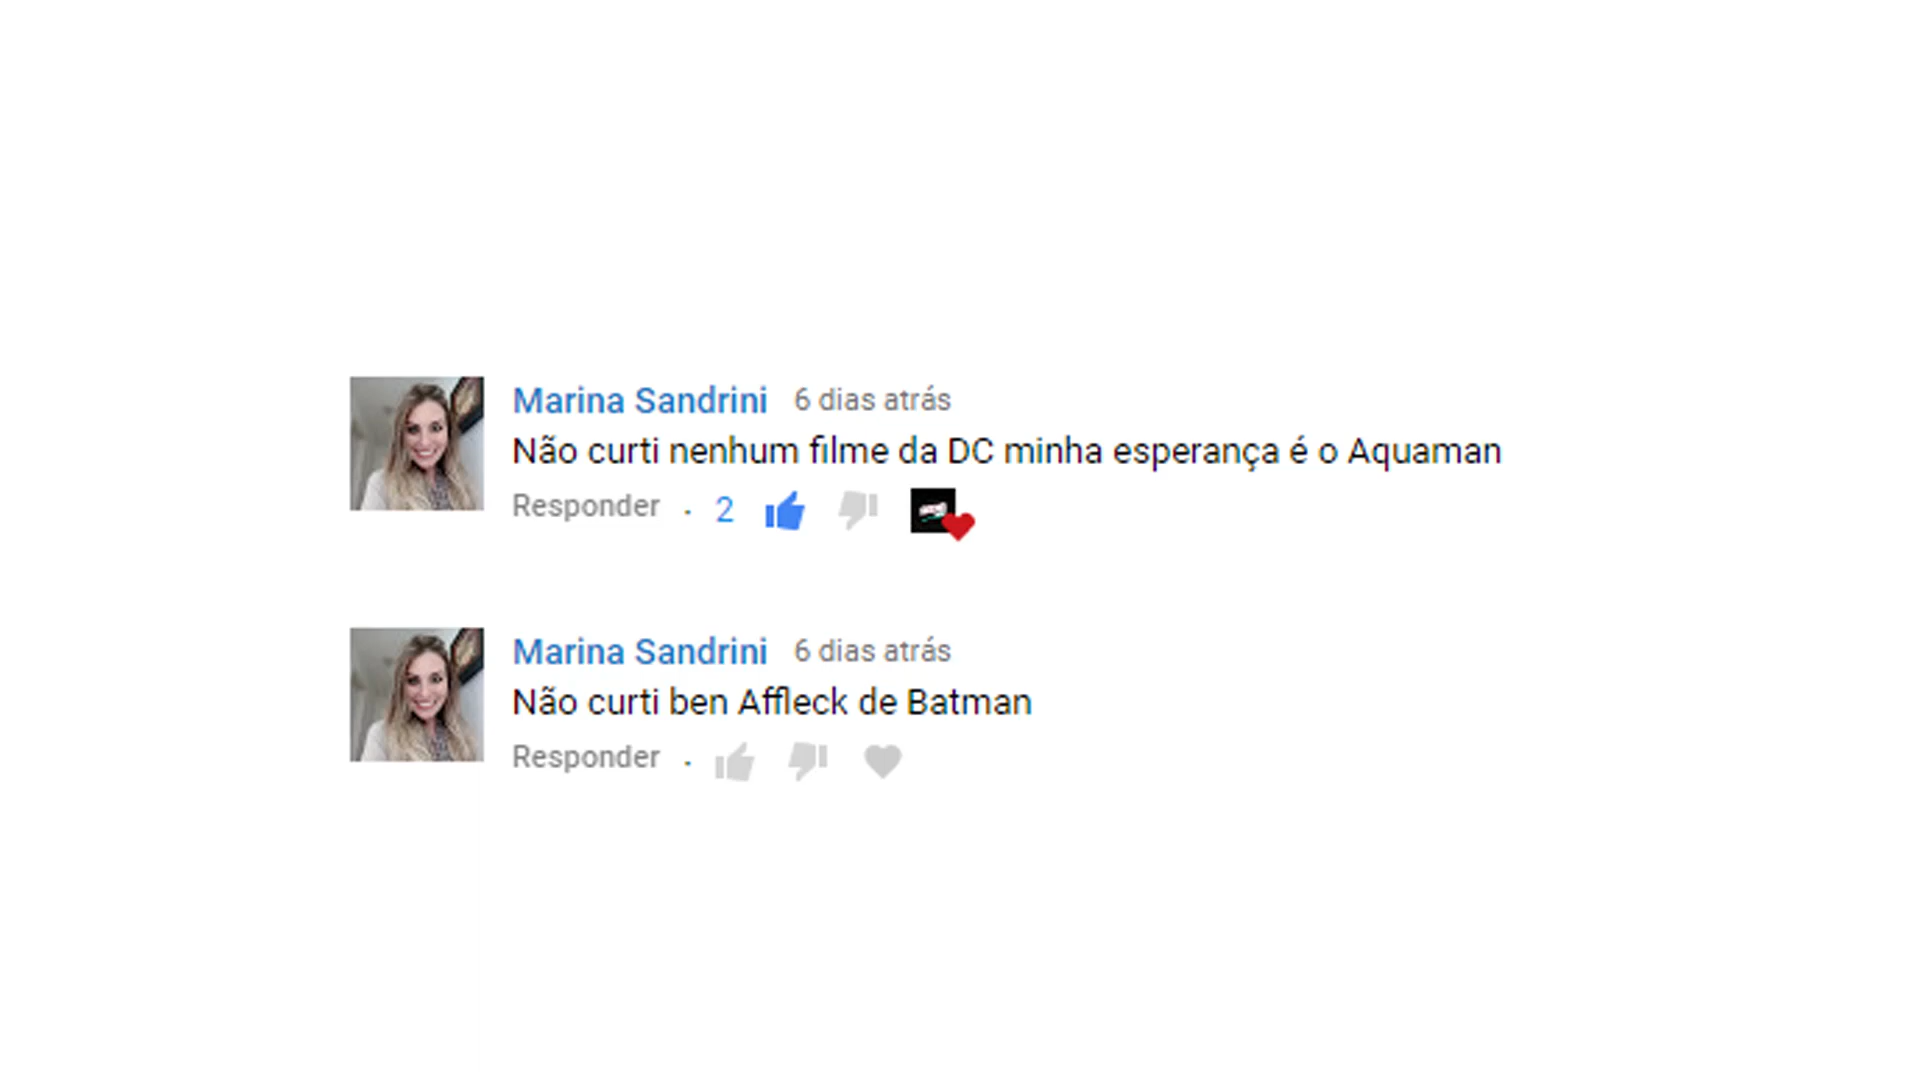 Marina Sandrini 6 dias atrás
Não curti nenhum filme da DC minha esperança é o Aquaman
Responder · 2
Marina Sandrini 6 dias atrás
Não curti ben Affleck de Batman
Responder ·